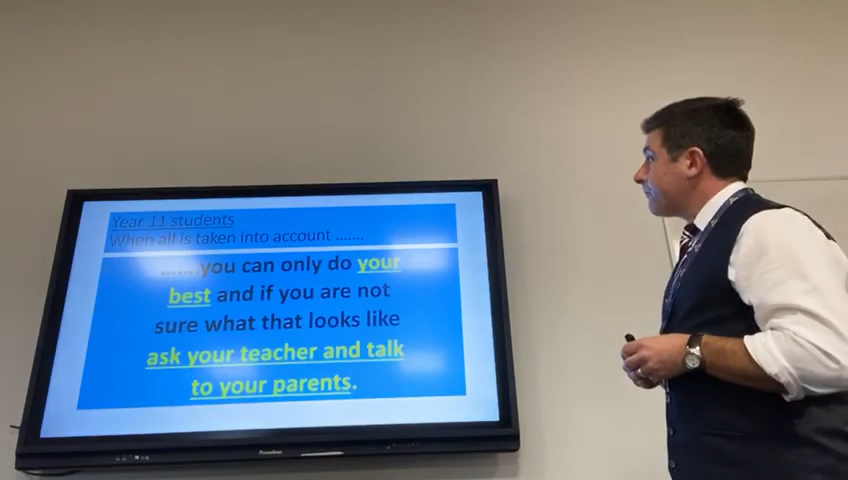 Year 11 students
When all is taken into account .......
.......you can only do your
best and if you are not
sure what that looks like
ask your teacher and talk
to your parents.